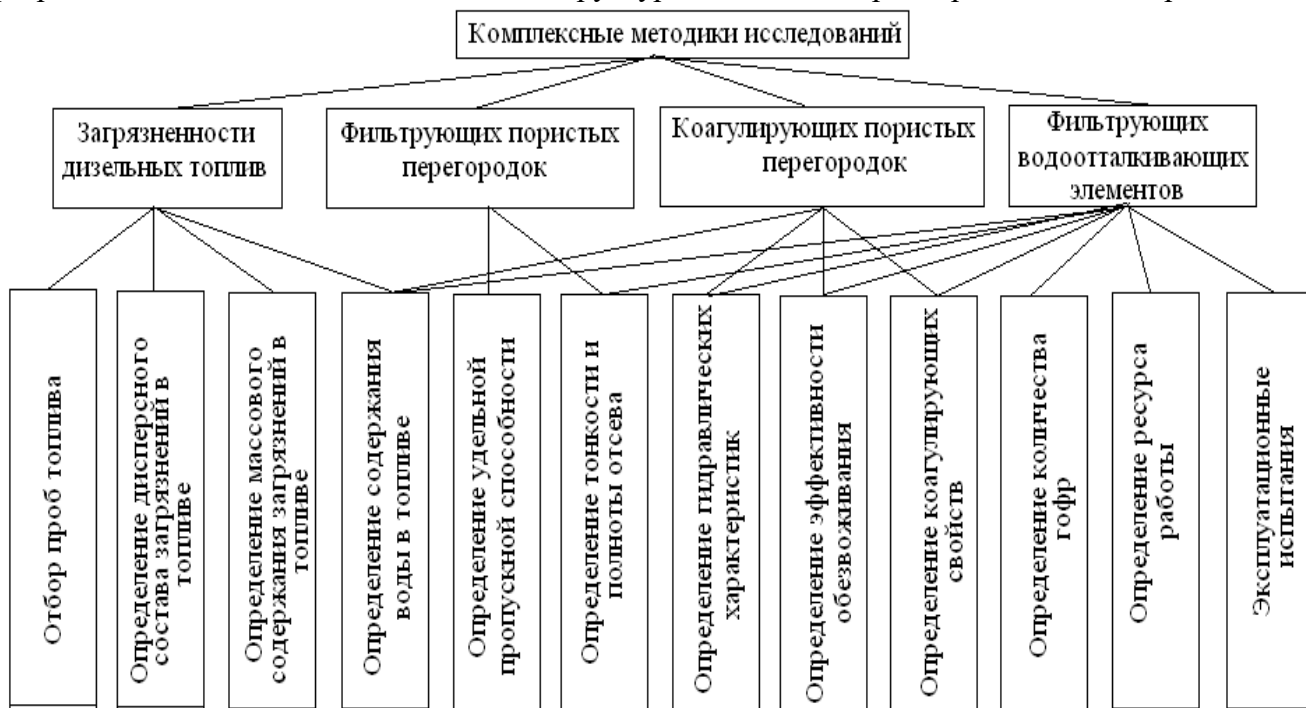 Комплексные методики исследований
Загрязненности
дизельных топлив
Фильтрующих пористых
перегородок
Коагулирующих пористых
перегородок
Фильтрующих
водоотталкивающих
элементов
Отбор проб топлива
Определение дисперсного
состава загрязнений в
топливе
Определение массового
содержания загрязнений в
топливе
Определение содержания
воды в топливе
Определение удельной
пропускной способности
Определение тонкости и
полноты отсева
Определение гидравлических
характеристик
Определение эффективности
обезвоживания
Определение коагулирующих
свойств
Определение количества
гофр
Определение ресурса
работы
Эксплуатационные
испытания